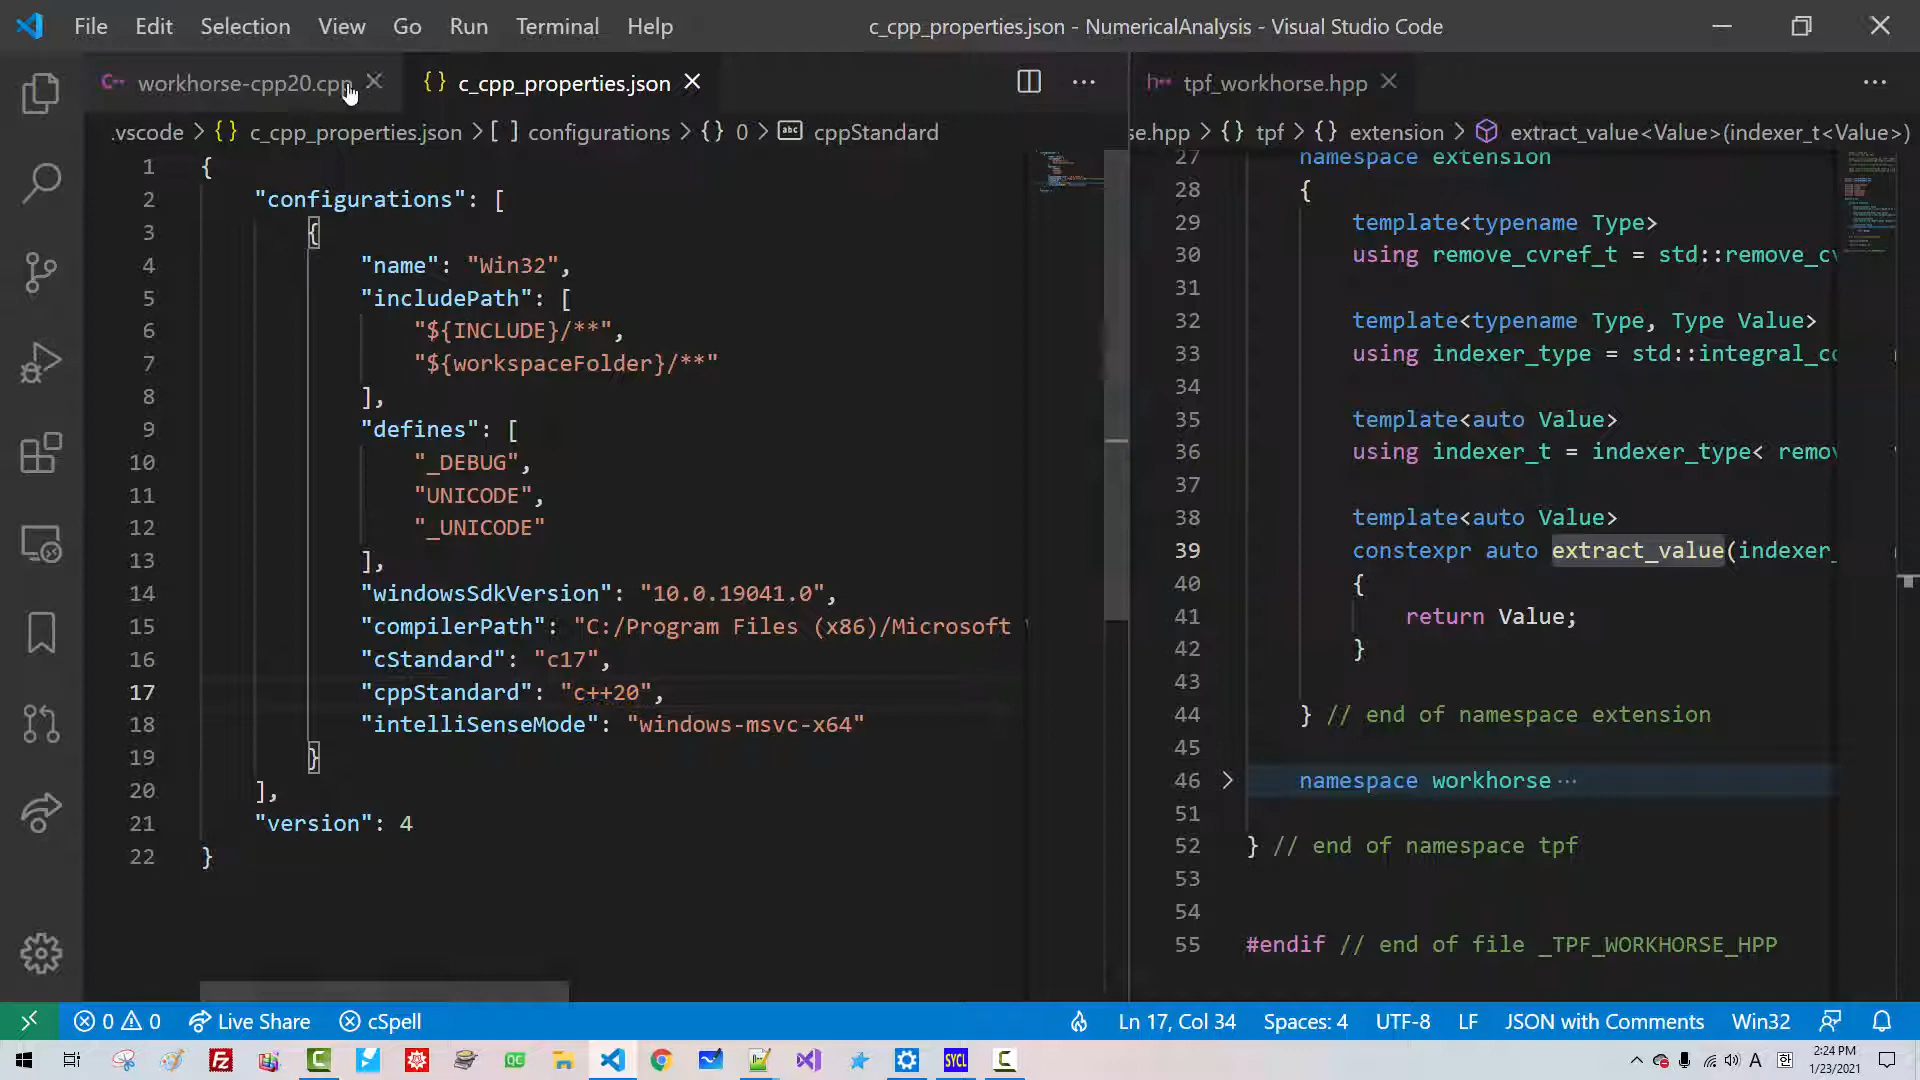 File Edit Selection View Go Run Terminal Help
c_cpp_properties.json - NumericalAnalysis - Visual Studio Code
workhorse-cpp20.cpp
{} c_cpp_properties.json
tpf_workhorse.hpp
.vscode > {} c_cpp_properties.json > [ ] configurations > {} 0 > abc cppStandard
se.hpp > {} tpf > {} extension > extract_value<Value>(indexer_t<Value>)
1 {
2 "configurations": [
3 {
4 "name": "Win32",
5 "includePath": [
6 "${INCLUDE}/**",
7 "${workspaceFolder}/**"
8 ],
9 "defines": [
10 "_DEBUG",
11 "UNICODE",
12 "_UNICODE"
13 ],
14 "windowsSdkVersion": "10.0.19041.0",
15 "compilerPath": "C:/Program Files (x86)/Microsoft
16 "cStandard": "c17",
17 "cppStandard": "c++20",
18 "intelliSenseMode": "windows-msvc-x64"
19 }
20 ],
21 "version": 4
22 }
27 namespace extension
28 {
29 template<typename Type>
30 using remove_cvref_t = std::remove_cv
31
32 template<typename Type, Type Value>
33 using indexer_type = std::integral_co
34
35 template<auto Value>
36 using indexer_t = indexer_type< remov
37
38 template<auto Value>
39 constexpr auto extract_value(indexer_
40 {
41 return Value;
42 }
43
44 } // end of namespace extension
45
46 > namespace workhorse ...
51
52 } // end of namespace tpf
53
54
55 #endif // end of file _TPF_WORKHORSE_HPP
0 0 Live Share cSpell
Ln 17, Col 34 Spaces: 4 UTF-8 LF JSON with Comments Win32
QC SYCL A 한
2:24 PM
1/23/2021